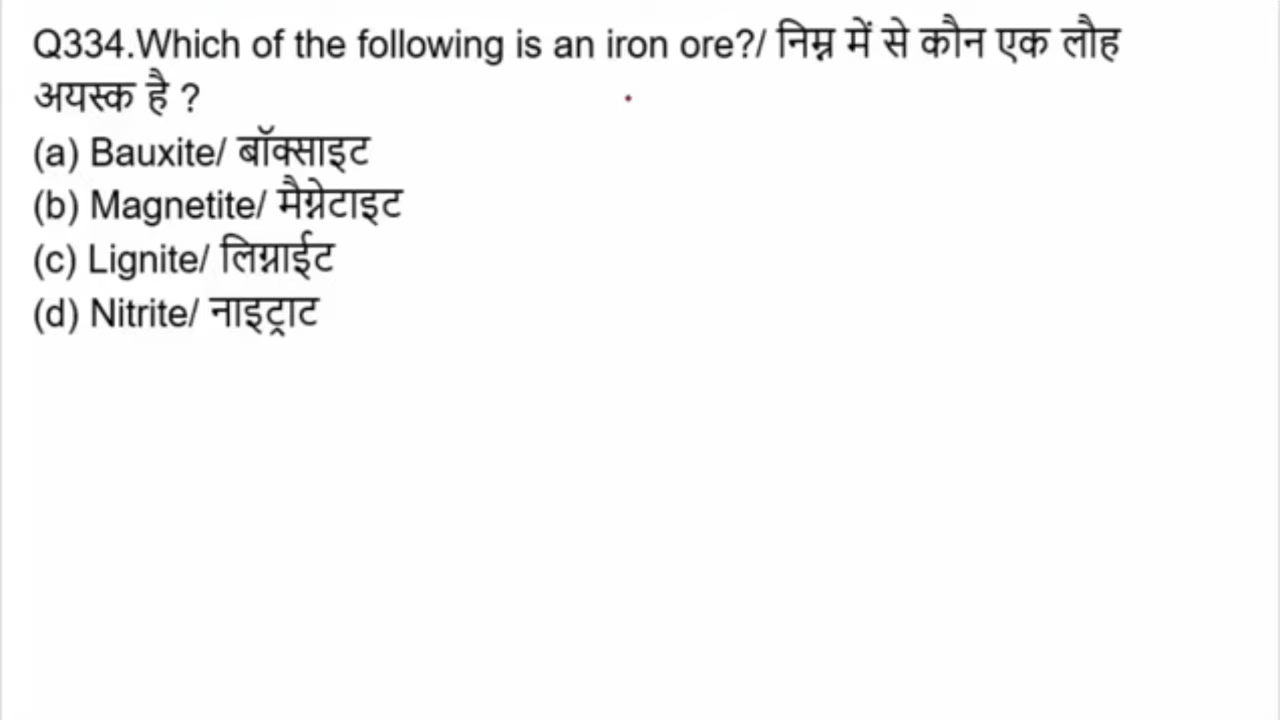 Q334.Which of the following is an iron ore?/ निम्न में से कौन एक लौह
अयस्क है ?
(a) Bauxite/ बॉक्साइट
(b) Magnetite/ मैग्नेटाइट
(c) Lignite/ लिग्नाईट
(d) Nitrite/ नाइट्राट